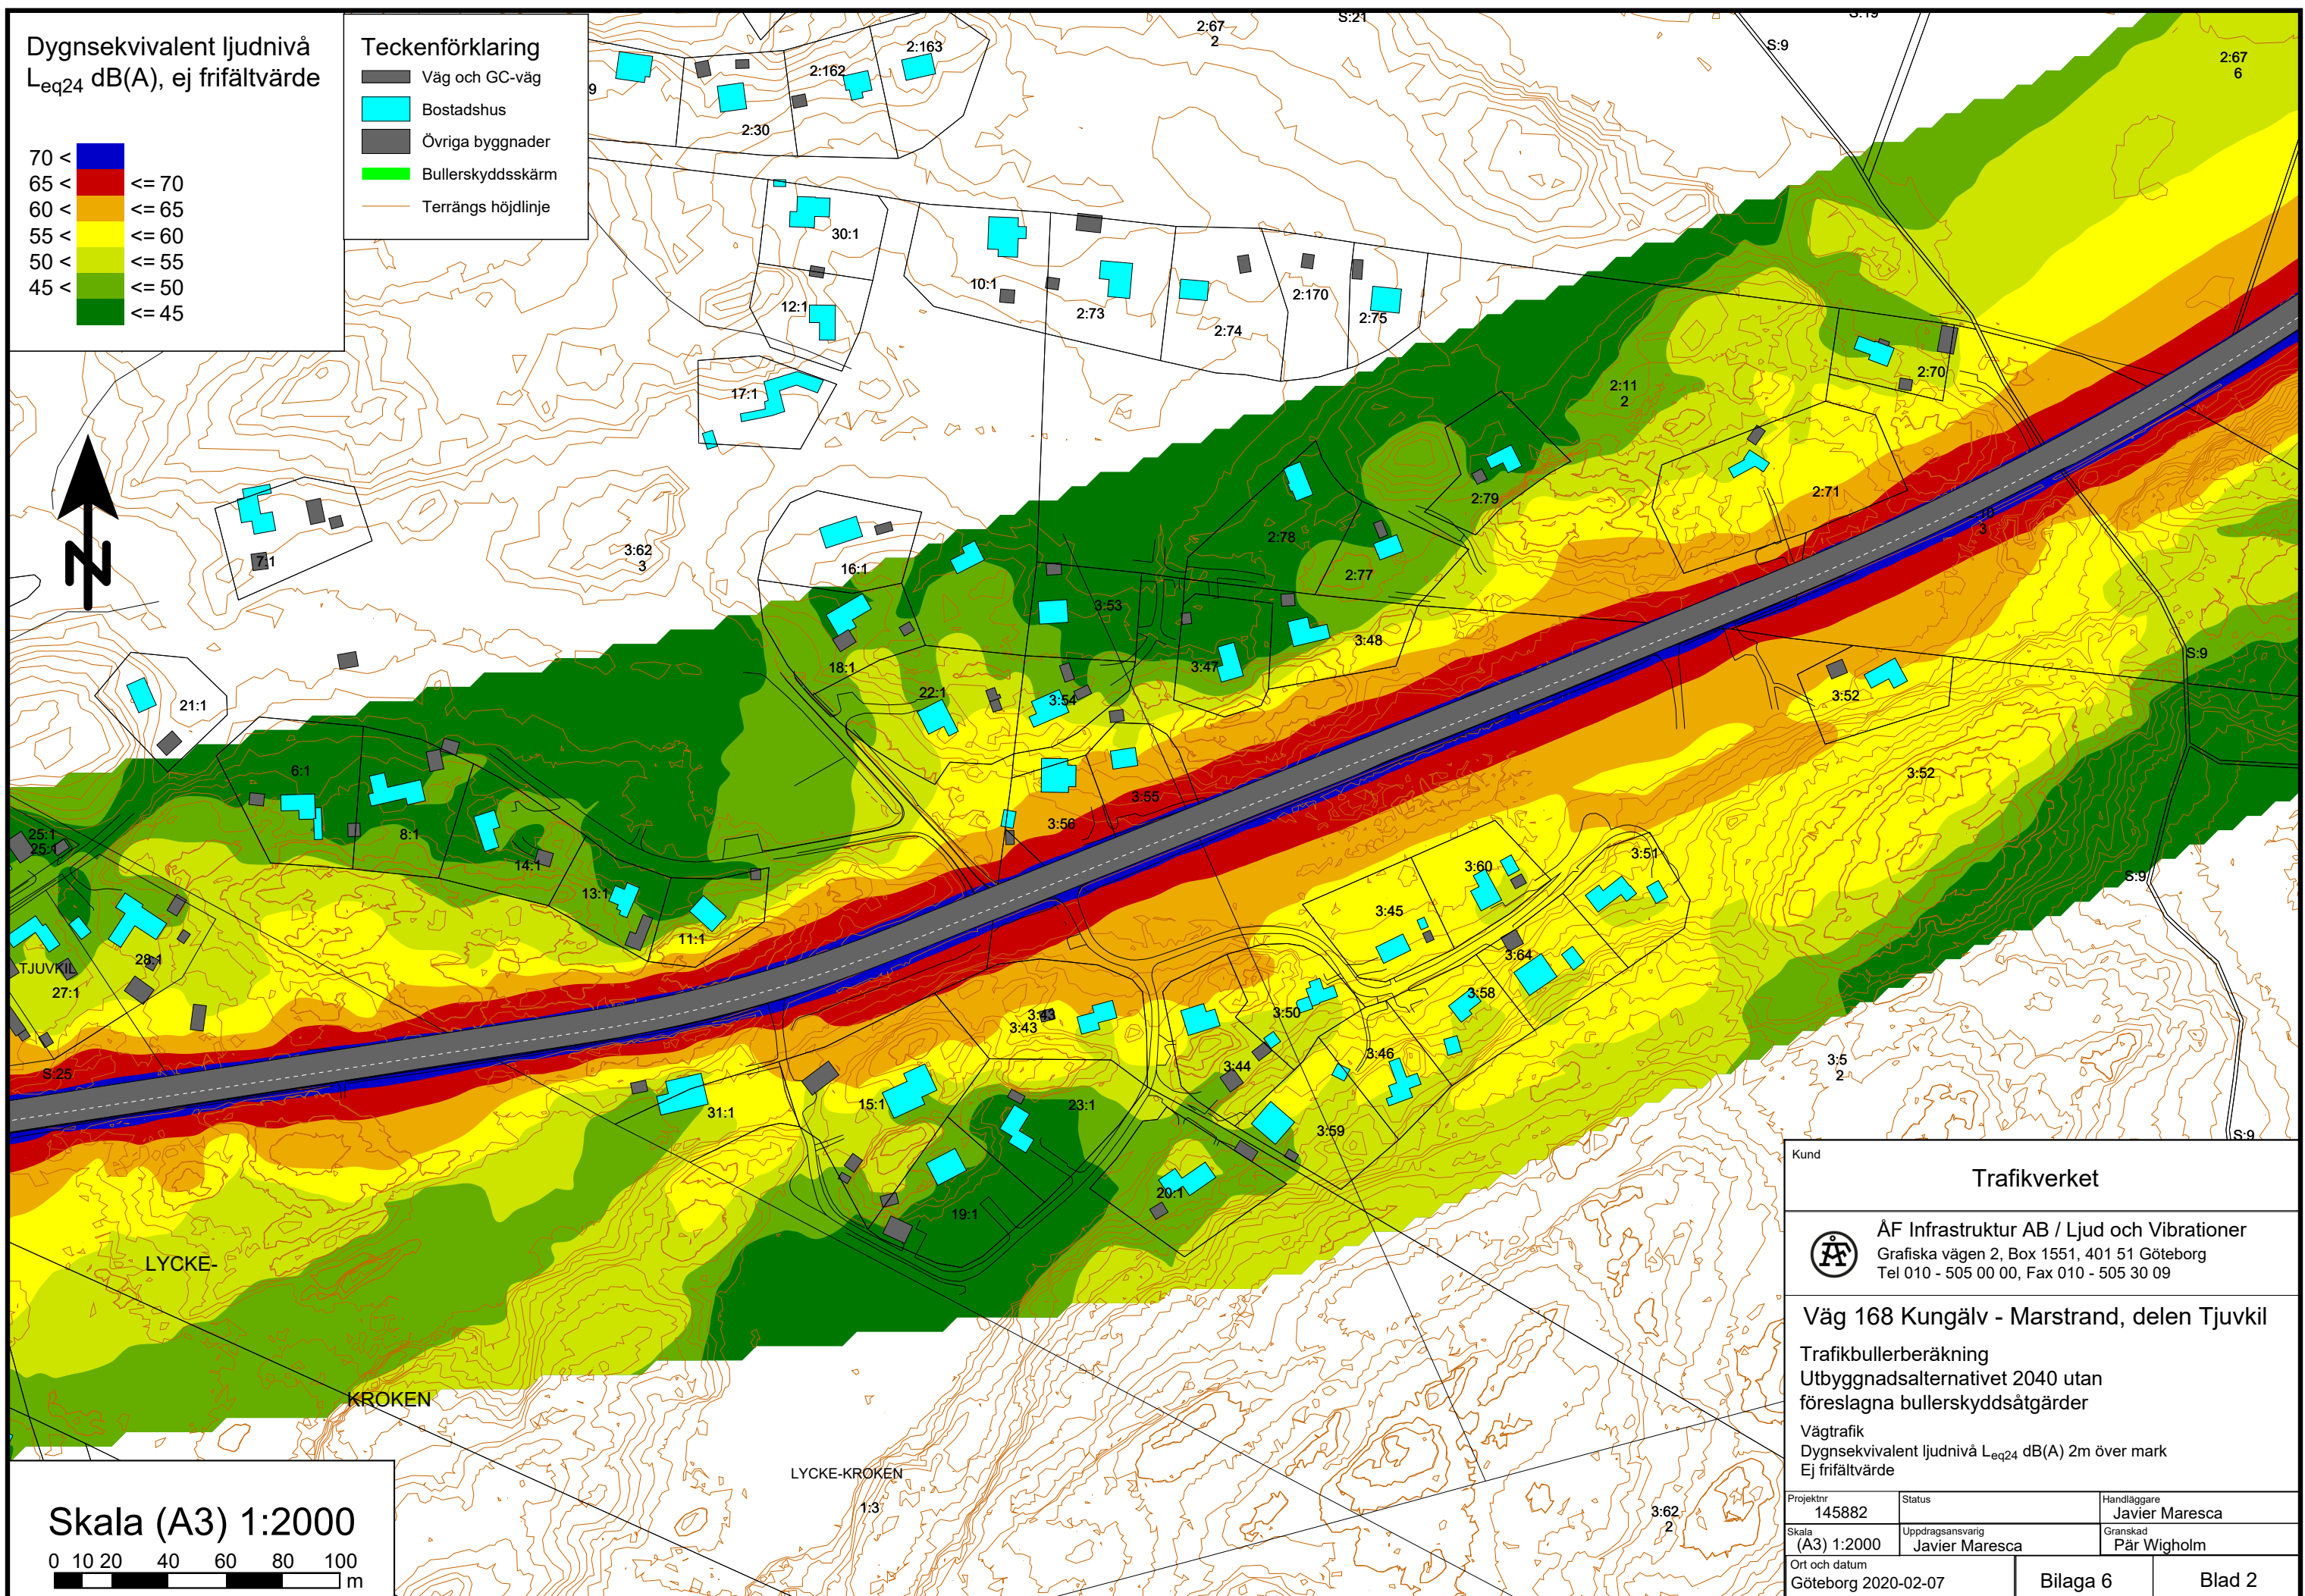 Dygnsekvivalent ljudnivå
Leq24 dB(A), ej frifältvärde
70 <
65 < <= 70
60 < <= 65
55 < <= 60
50 < <= 55
45 < <= 50
<= 45
Teckenförklaring
Väg och GC-väg
Bostadshus
Övriga byggnader
Bullerskyddsskärm
Terrängs höjdlinje
9
2:163
2:162
2:30
2:67
2
S:21
S:9
S:19
2:67
6
30:1
12:1
10:1
2:73
2:74
2:170
2:75
17:1
2:11
2
2:70
2:71
2:79
2:78
2:77
7:1
3:62
3
16:1
3:53
3:48
3:47
18:1
22:1
3:54
21:1
3:52
S:9
3:52
6:1
8:1
14:1
13:1
11:1
3:55
3:56
25:1
25:1
28:1
TJUVKIL
27:1
S:25
3:60
3:51
3:45
3:64
3:58
3:50
3:46
3:44
3:59
3:43
3:43
S:9
3:5
2
S:9
31:1
15:1
23:1
19:1
20:1
LYCKE-
KROKEN
LYCKE-KROKEN
1:3
3:62
2
N
Skala (A3) 1:2000
0 10 20 40 60 80 100
m
Kund
Trafikverket
ÅF
ÅF Infrastruktur AB / Ljud och Vibrationer
Grafiska vägen 2, Box 1551, 401 51 Göteborg
Tel 010 - 505 00 00, Fax 010 - 505 30 09
Väg 168 Kungälv - Marstrand, delen Tjuvkil
Trafikbullerberäkning
Utbyggnadsalternativet 2040 utan
föreslagna bullerskyddsåtgärder
Vägtrafik
Dygnsekvivalent ljudnivå Leq24 dB(A) 2m över mark
Ej frifältvärde
Projektnr
145882
Status
Handläggare
Javier Maresca
Skala
(A3) 1:2000
Uppdragsansvarig
Javier Maresca
Granskad
Pär Wigholm
Ort och datum
Göteborg 2020-02-07
Bilaga 6
Blad 2